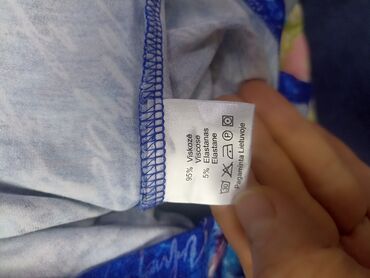 95% Viskozė
Viscose
5% Elastanas
Elastane
Pagaminta Lietuvoje